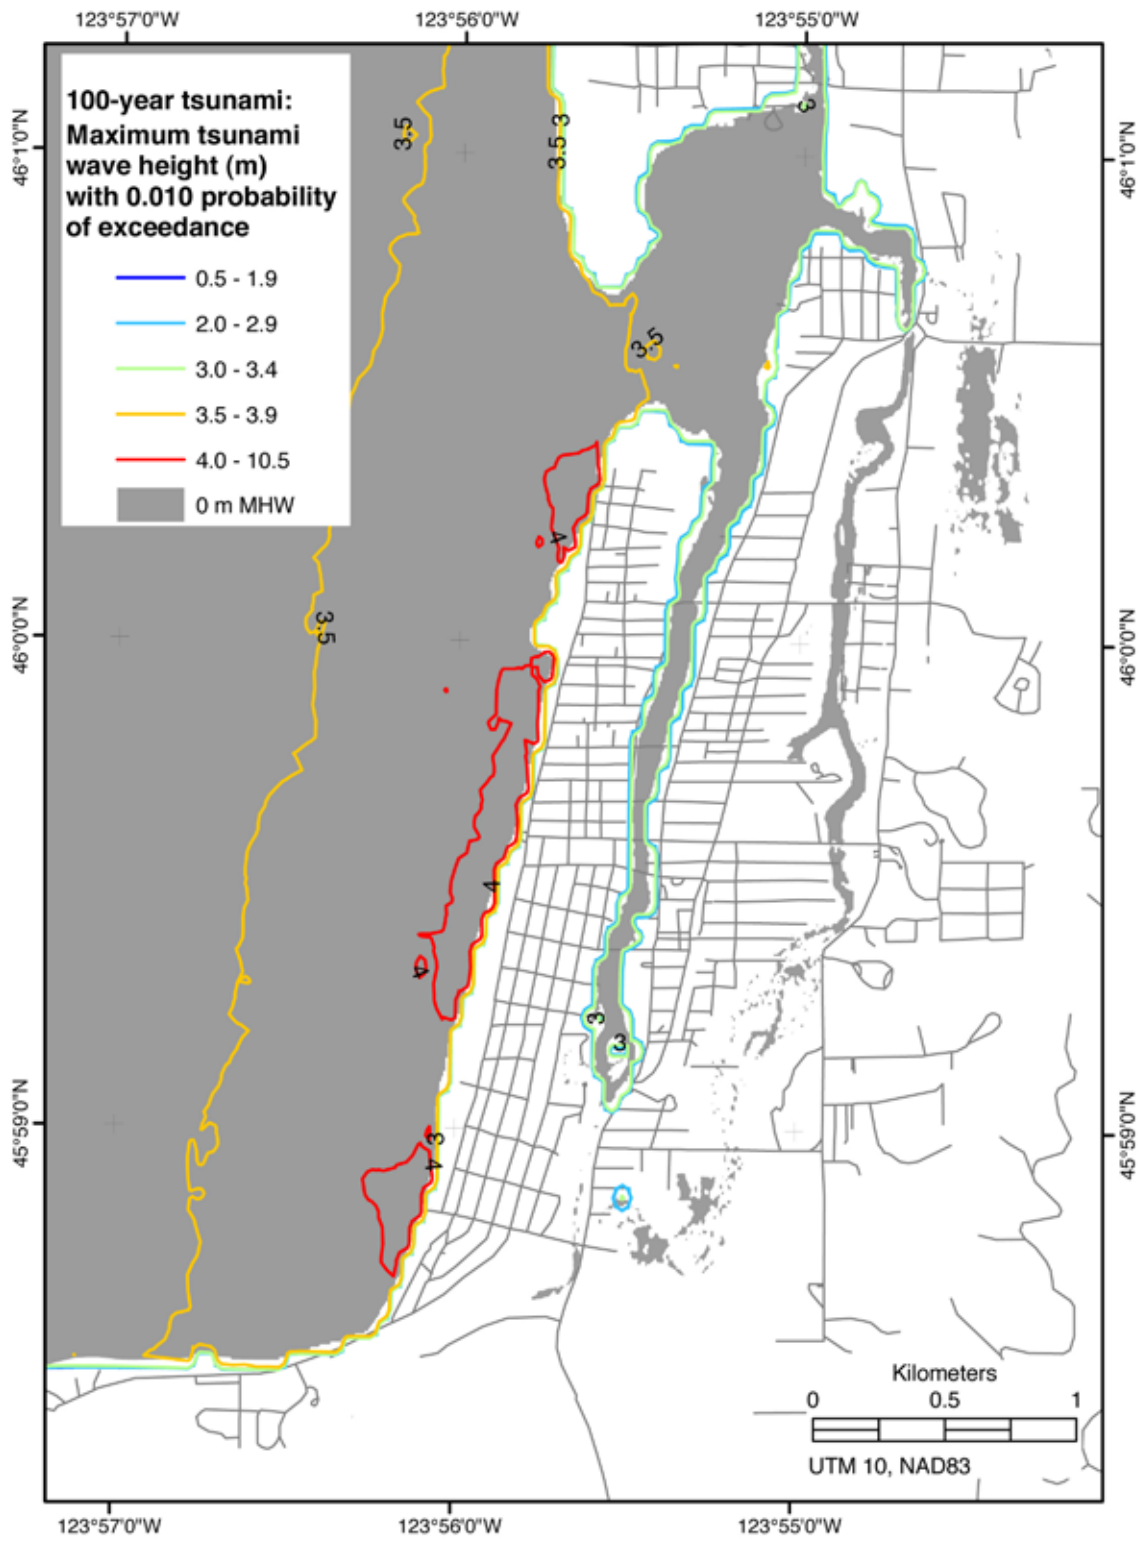 123°57'0"W
123°56'0"W
123°55'0"W
100-year tsunami:
Maximum tsunami
wave height (m)
with 0.010 probability
of exceedance
0.5 - 1.9
2.0 - 2.9
3.0 - 3.4
3.5 - 3.9
4.0 - 10.5
0 m MHW
3.5
3.5 3
3
46°1'0"N
46°1'0"N
3.5
4
3.5
46°0'0"N
46°0'0"N
4
4
3
3
3
4
45°59'0"N
45°59'0"N
Kilometers
0 0.5 1
UTM 10, NAD83
123°57'0"W
123°56'0"W
123°55'0"W